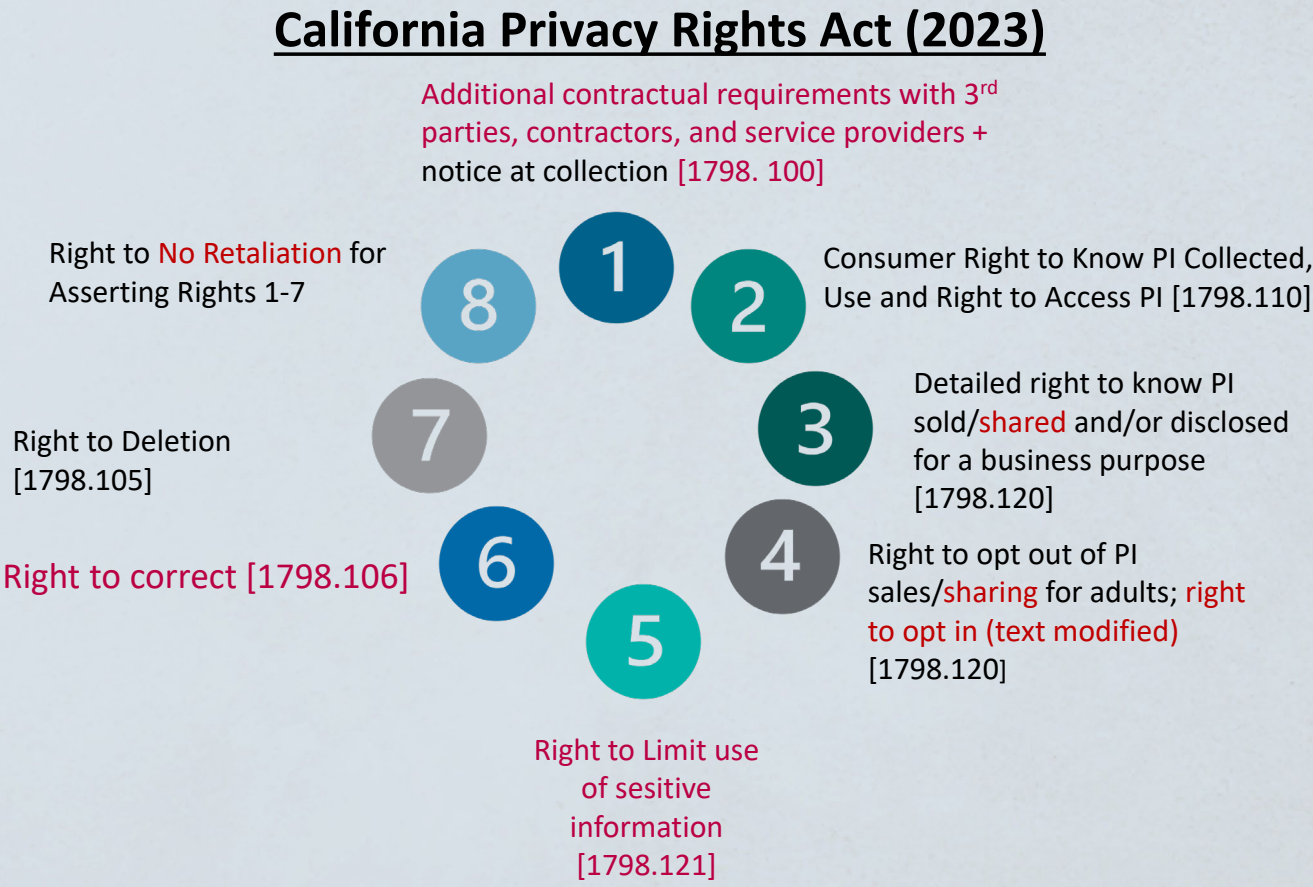 California Privacy Rights Act (2023)
Additional contractual requirements with 3rd
parties, contractors, and service providers +
notice at collection [1798. 100]
1
Consumer Right to Know PI Collected,
Use and Right to Access PI [1798.110]
2
Detailed right to know PI
sold/shared and/or disclosed
for a business purpose
[1798.120]
3
Right to opt out of PI
sales/sharing for adults; right
to opt in (text modified)
[1798.120]
4
5
Right to Limit use
of sesitive
information
[1798.121]
6
Right to correct [1798.106]
7
Right to Deletion
[1798.105]
8
Right to No Retaliation for
Asserting Rights 1-7